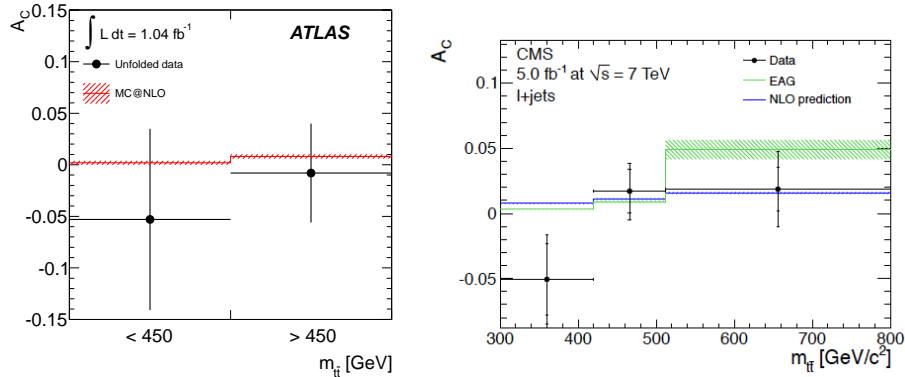 A_C
0.15
0.1
0.05
0
-0.05
-0.1
-0.15
∫ L dt = 1.04 fb⁻¹
ATLAS
Unfolded data
MC@NLO
< 450
> 450
m_tt̄ [GeV]
A_C
0.1
0.05
0
-0.05
CMS
5.0 fb⁻¹ at √s = 7 TeV
l+jets
Data
EAG
NLO prediction
300
400
500
600
700
800
m_tt̄ [GeV/c²]